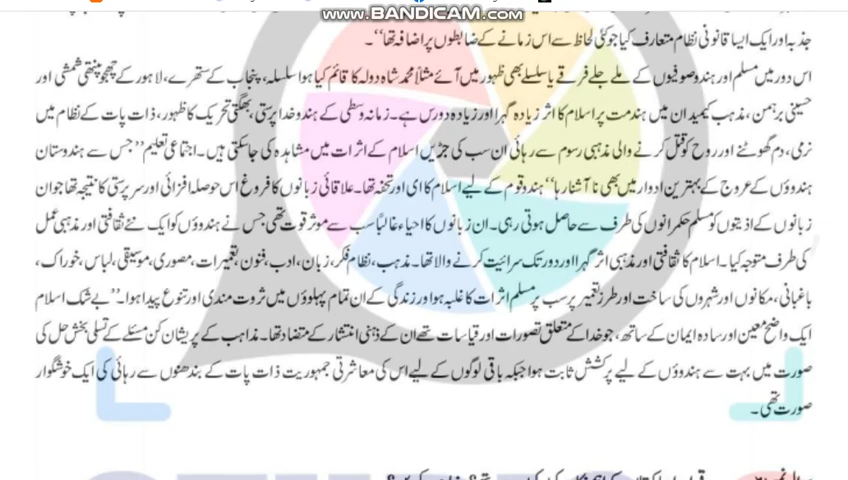 WWW.BANDICAM.COM
جذبہ اور ایک ایسا قانونی نظام متعارف کیا جو کئی لحاظ سے اس زمانے کے ضابطوں پر اضافہ تھا‘‘۔
اس دور میں مسلم اور ہندو صوفیوں کے ملے جلے فرقے یا سلسلے بھی ظہور میں آئے مثلاً محمد شاہ دولہ کا قائم کیا ہوا سلسلہ، پنجاب کے ستھرے، لاہور کے چھجو پنتھی شمشی اور
حسینی برہمن، مذہب کے میدان میں ہندمت پر اسلام کا اثر زیادہ گہرا اور زیادہ دورس ہے۔ زمانہ وسطی کے ہندو خدا پرستی، بھگتی تحریک کا ظہور، ذات پات کے نظام میں
نرمی، دم گھوٹنے اور روح کو قتل کرنے والی مذہبی رسوم سے رہائی ان سب کی جڑیں اسلام کے اثرات میں مشاہدہ کی جاسکتی ہیں۔ اجتماعی تعلیم ’’جس سے ہندوستان
ہندوؤں کے عروج کے بہترین ادوار میں بھی نا آشنا رہا‘‘ ہندو قوم کے لیے اسلام کا ای اور تحفہ تھا۔ علاقائی زبانوں کا فروغ اس حوصلہ افزائی اور سرپرستی کا نتیجہ تھا جو ان
زبانوں کے اذیتوں کو مسلم حکمرانوں کی طرف سے حاصل ہوتی رہی۔ ان زبانوں کا احیاء غالباً سب سے موثر قوت تھی جس نے ہندوؤں کو ایک نئے ثقافتی اور مذہبی عمل
کی طرف متوجہ کیا۔ اسلام کا ثقافتی اور مذہبی اثر گہرا اور دور تک سرائیت کرنے والا تھا۔ مذہب، نظام فکر، زبان، ادب، فنون، تعمیرات، مصوری، موسیقی، لباس، خوراک،
باغبانی، مکانوں اور شہروں کی ساخت اور طرز تعمیر پر سب پر مسلم اثرات کا غلبہ ہوا اور زندگی کے ان تمام پہلوؤں میں ثروت مندی اور تنوع پیدا ہوا۔ ’’بے شک اسلام
ایک واضح معین اور سادہ ایمان کے ساتھ، جو خدا کے متعلق تصورات اور قیاسات تھے ان کے ذہنی انتشار کے متضاد تھا۔ مذاہب کے پریشان کن مسئلے کے تسلی بخش حل کی
صورت میں بہت سے ہندوؤں کے لیے پرکشش ثابت ہوا جبکہ باقی لوگوں کے لیے اس کی معاشرتی جمہوریت ذات پات کے بندھنوں سے رہائی کی ایک خوشگوار
صورت تھی۔